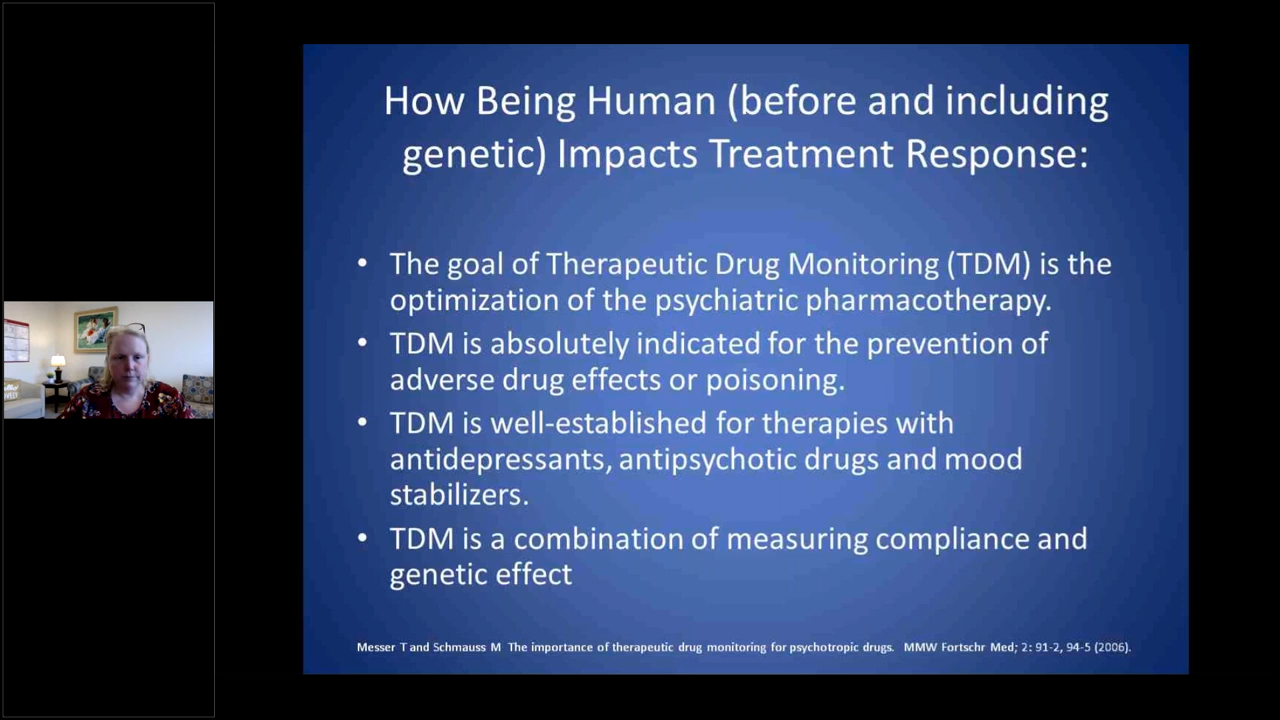 How Being Human (before and including
genetic) Impacts Treatment Response:
• The goal of Therapeutic Drug Monitoring (TDM) is the
optimization of the psychiatric pharmacotherapy.
• TDM is absolutely indicated for the prevention of
adverse drug effects or poisoning.
• TDM is well-established for therapies with
antidepressants, antipsychotic drugs and mood
stabilizers.
• TDM is a combination of measuring compliance and
genetic effect
Messer T and Schmauss M The importance of therapeutic drug monitoring for psychotropic drugs. MMW Fortschr Med; 2: 91-2, 94-5 (2006).